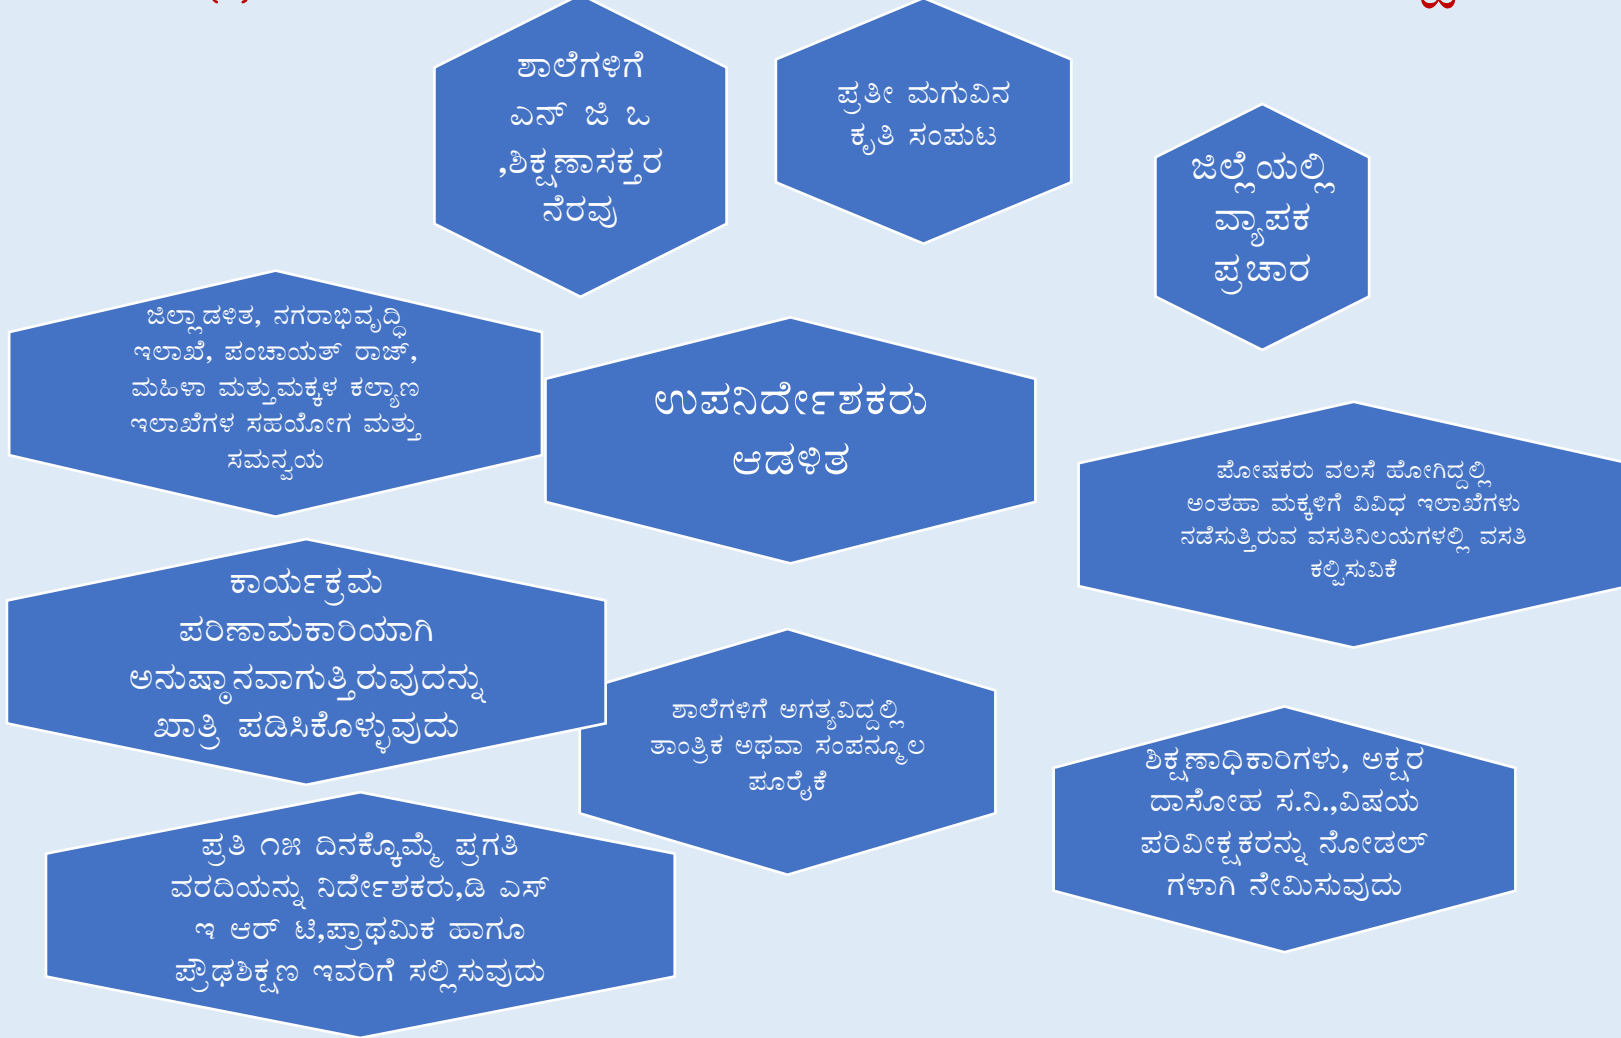 ಶಾಲೆಗಳಿಗೆ
ಎನ್ ಜಿ ಒ
,ಶಿಕ್ಷಣಾಸಕ್ತರ
ನೆರವು
ಪ್ರತೀ ಮಗುವಿನ
ಕೃತಿ ಸಂಪುಟ
ಜಿಲ್ಲೆಯಲ್ಲಿ
ವ್ಯಾಪಕ
ಪ್ರಚಾರ
ಜಿಲ್ಲಾಡಳಿತ, ನಗರಾಭಿವೃದ್ಧಿ
ಇಲಾಖೆ, ಪಂಚಾಯತ್ ರಾಜ್,
ಮಹಿಳಾ ಮತ್ತುಮಕ್ಕಳ ಕಲ್ಯಾಣ
ಇಲಾಖೆಗಳ ಸಹಯೋಗ ಮತ್ತು
ಸಮನ್ವಯ
ಉಪನಿರ್ದೇಶಕರು
ಆಡಳಿತ
ಪೋಷಕರು ವಲಸೆ ಹೋಗಿದ್ದಲ್ಲಿ
ಅಂತಹಾ ಮಕ್ಕಳಿಗೆ ವಿವಿಧ ಇಲಾಖೆಗಳು
ನಡೆಸುತ್ತಿರುವ ವಸತಿನಿಲಯಗಳಲ್ಲಿ ವಸತಿ
ಕಲ್ಪಿಸುವಿಕೆ
ಕಾರ್ಯಕ್ರಮ
ಪರಿಣಾಮಕಾರಿಯಾಗಿ
ಅನುಷ್ಠಾನವಾಗುತ್ತಿರುವುದನ್ನು
ಖಾತ್ರಿ ಪಡಿಸಿಕೊಳ್ಳುವುದು
ಶಾಲೆಗಳಿಗೆ ಅಗತ್ಯವಿದ್ದಲ್ಲಿ
ತಾಂತ್ರಿಕ ಅಥವಾ ಸಂಪನ್ಮೂಲ
ಪೂರೈಕೆ
ಶಿಕ್ಷಣಾಧಿಕಾರಿಗಳು, ಅಕ್ಷರ
ದಾಸೋಹ ಸ.ನಿ.,ವಿಷಯ
ಪರಿವೀಕ್ಷಕರನ್ನು ನೋಡಲ್
ಗಳಾಗಿ ನೇಮಿಸುವುದು
ಪ್ರತಿ ೧೫ ದಿನಕ್ಕೊಮ್ಮೆ ಪ್ರಗತಿ
ವರದಿಯನ್ನು ನಿರ್ದೇಶಕರು,ಡಿ ಎಸ್
ಇ ಆರ್ ಟಿ,ಪ್ರಾಥಮಿಕ ಹಾಗೂ
ಪ್ರೌಢಶಿಕ್ಷಣ ಇವರಿಗೆ ಸಲ್ಲಿಸುವುದು